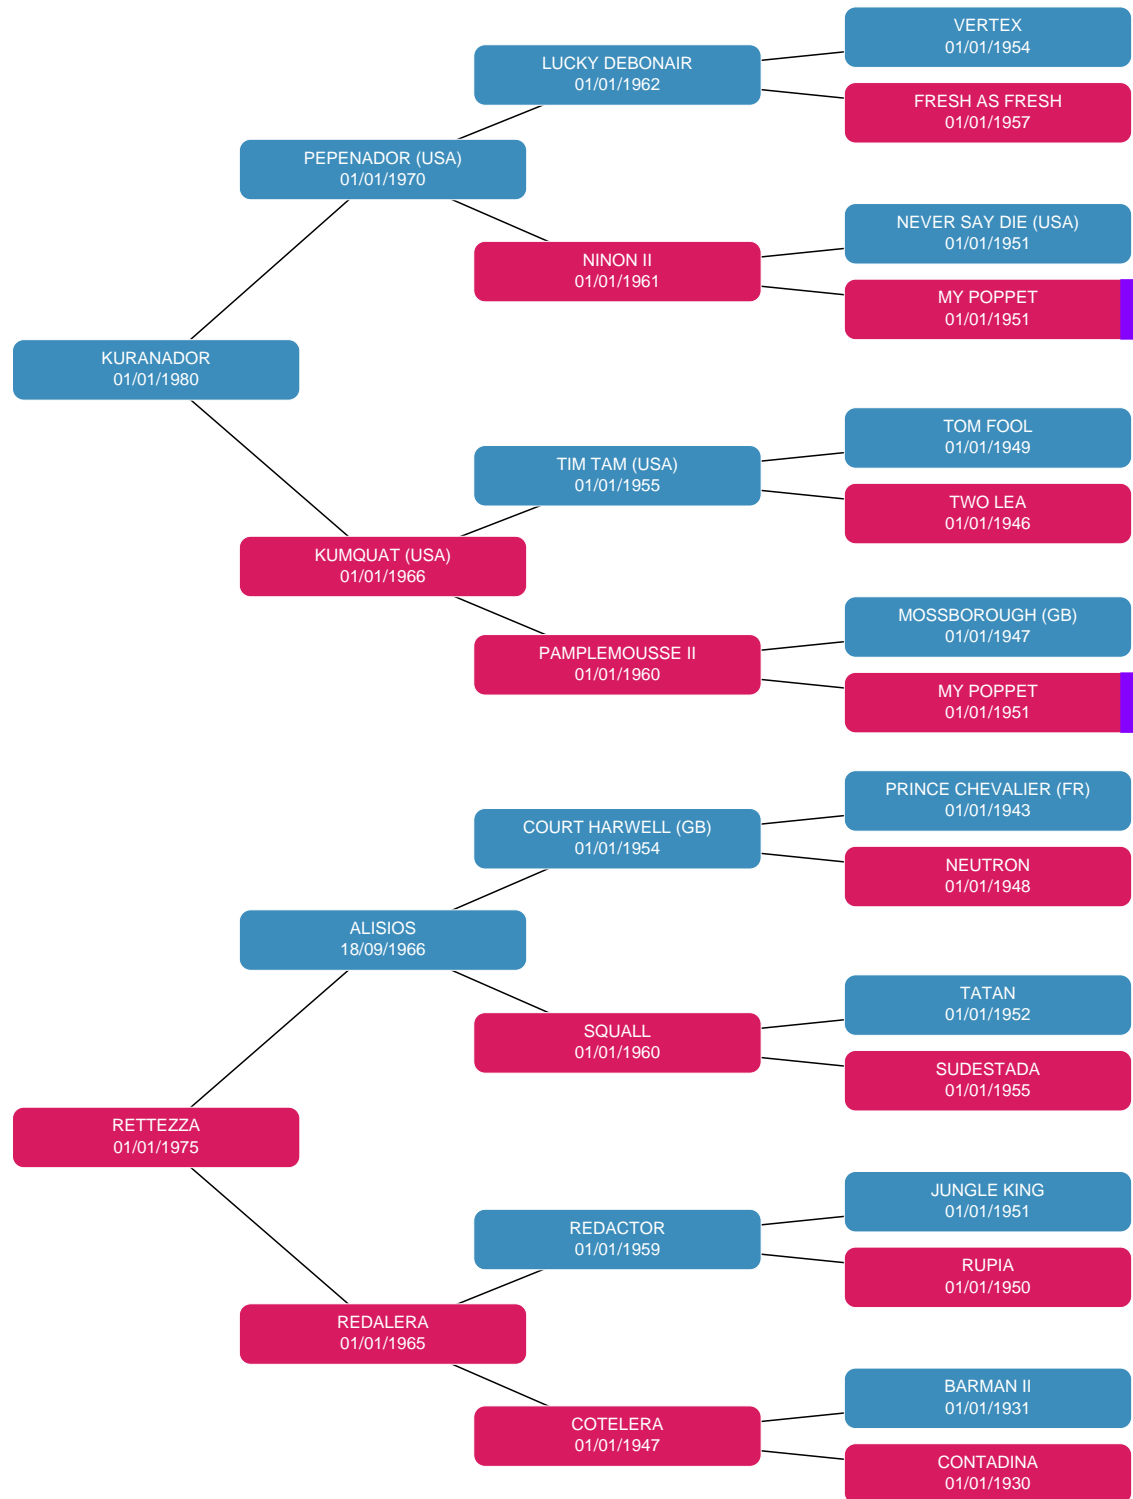 VERTEX
01/01/1954
LUCKY DEBONAIR
01/01/1962
FRESH AS FRESH
01/01/1957
PEPENADOR (USA)
01/01/1970
NEVER SAY DIE (USA)
01/01/1951
NINON II
01/01/1961
MY POPPET
01/01/1951
KURANADOR
01/01/1980
TOM FOOL
01/01/1949
TIM TAM (USA)
01/01/1955
TWO LEA
01/01/1946
KUMQUAT (USA)
01/01/1966
MOSSBOROUGH (GB)
01/01/1947
PAMPLEMOUSSE II
01/01/1960
MY POPPET
01/01/1951
PRINCE CHEVALIER (FR)
01/01/1943
COURT HARWELL (GB)
01/01/1954
NEUTRON
01/01/1948
ALISIOS
18/09/1966
TATAN
01/01/1952
SQUALL
01/01/1960
SUDESTADA
01/01/1955
RETTEZZA
01/01/1975
JUNGLE KING
01/01/1951
REDACTOR
01/01/1959
RUPIA
01/01/1950
REDALERA
01/01/1965
BARMAN II
01/01/1931
COTELERA
01/01/1947
CONTADINA
01/01/1930